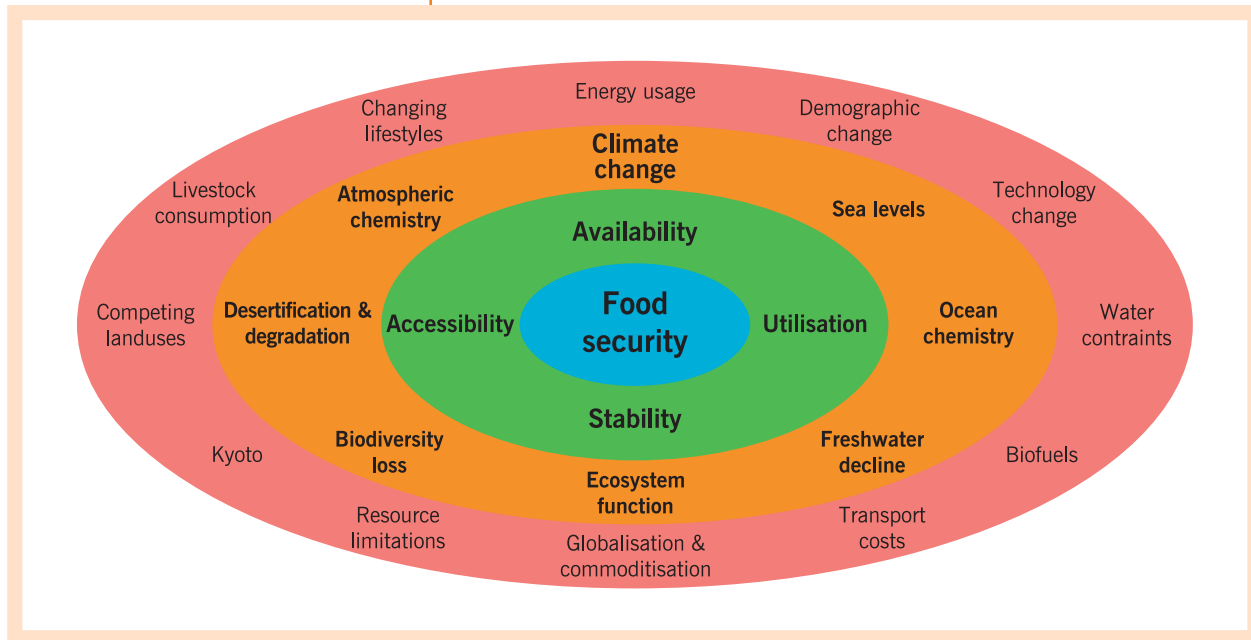 Energy usage
Changing
lifestyles
Demographic
change
Climate
change
Livestock
consumption
Atmospheric
chemistry
Sea levels
Technology
change
Availability
Competing
landuses
Desertification &
degradation
Accessibility
Food
security
Utilisation
Ocean
chemistry
Water
contraints
Stability
Kyoto
Biodiversity
loss
Freshwater
decline
Biofuels
Ecosystem
function
Resource
limitations
Transport
costs
Globalisation &
commoditisation